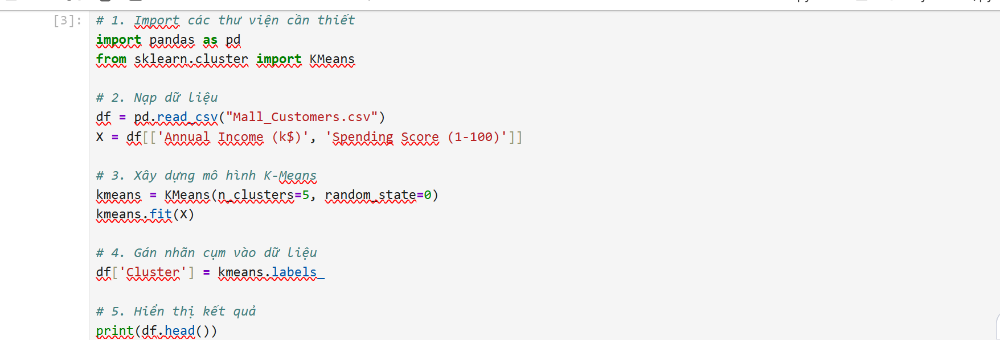 [3]: # 1. Import các thư viện cần thiết
import pandas as pd
from sklearn.cluster import KMeans
# 2. Nạp dữ liệu
df = pd.read_csv("Mall_Customers.csv")
X = df[['Annual Income (k$)', 'Spending Score (1-100)']]
# 3. Xây dựng mô hình K-Means
kmeans = KMeans(n_clusters=5, random_state=0)
kmeans.fit(X)
# 4. Gán nhãn cụm vào dữ liệu
df['Cluster'] = kmeans.labels_
# 5. Hiển thị kết quả
print(df.head())